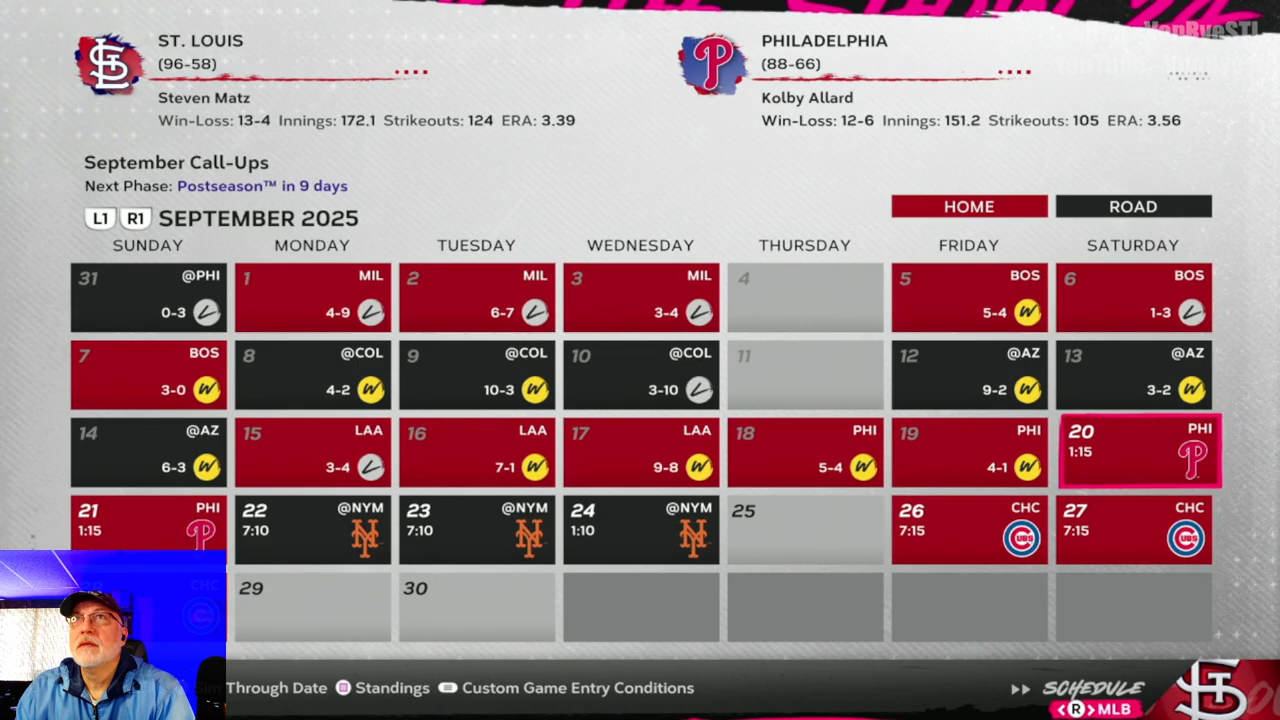 ST. LOUIS
(96-58)
Steven Matz
Win-Loss: 13-4 Innings: 172.1 Strikeouts: 124 ERA: 3.39
PHILADELPHIA
(88-66)
Kolby Allard
Win-Loss: 12-6 Innings: 151.2 Strikeouts: 105 ERA: 3.56
September Call-Ups
Next Phase: Postseason™ in 9 days
L1 R1 SEPTEMBER 2025
HOME ROAD
SUNDAY MONDAY TUESDAY WEDNESDAY THURSDAY FRIDAY SATURDAY
31 @PHI 1 MIL 2 MIL 3 MIL 4 5 BOS 6 BOS
0-3 L 4-9 L 6-7 L 3-4 L 5-4 W 1-3 L
7 BOS 8 @COL 9 @COL 10 @COL 11 12 @AZ 13 @AZ
3-0 W 4-2 W 10-3 W 3-10 L 9-2 W 3-2 W
14 @AZ 15 LAA 16 LAA 17 LAA 18 PHI 19 PHI 20 PHI
6-3 W 3-4 L 7-1 W 9-8 W 5-4 W 4-1 W 1:15 P
21 PHI 22 @NYM 23 @NYM 24 @NYM 25 26 CHC 27 CHC
1:15 P 7:10 NY 7:10 NY 1:10 NY 7:15 CUBS 7:15 CUBS
28 CHC 29 30
Sim Through Date Standings Custom Game Entry Conditions
SCHEDULE
R MLB
STL